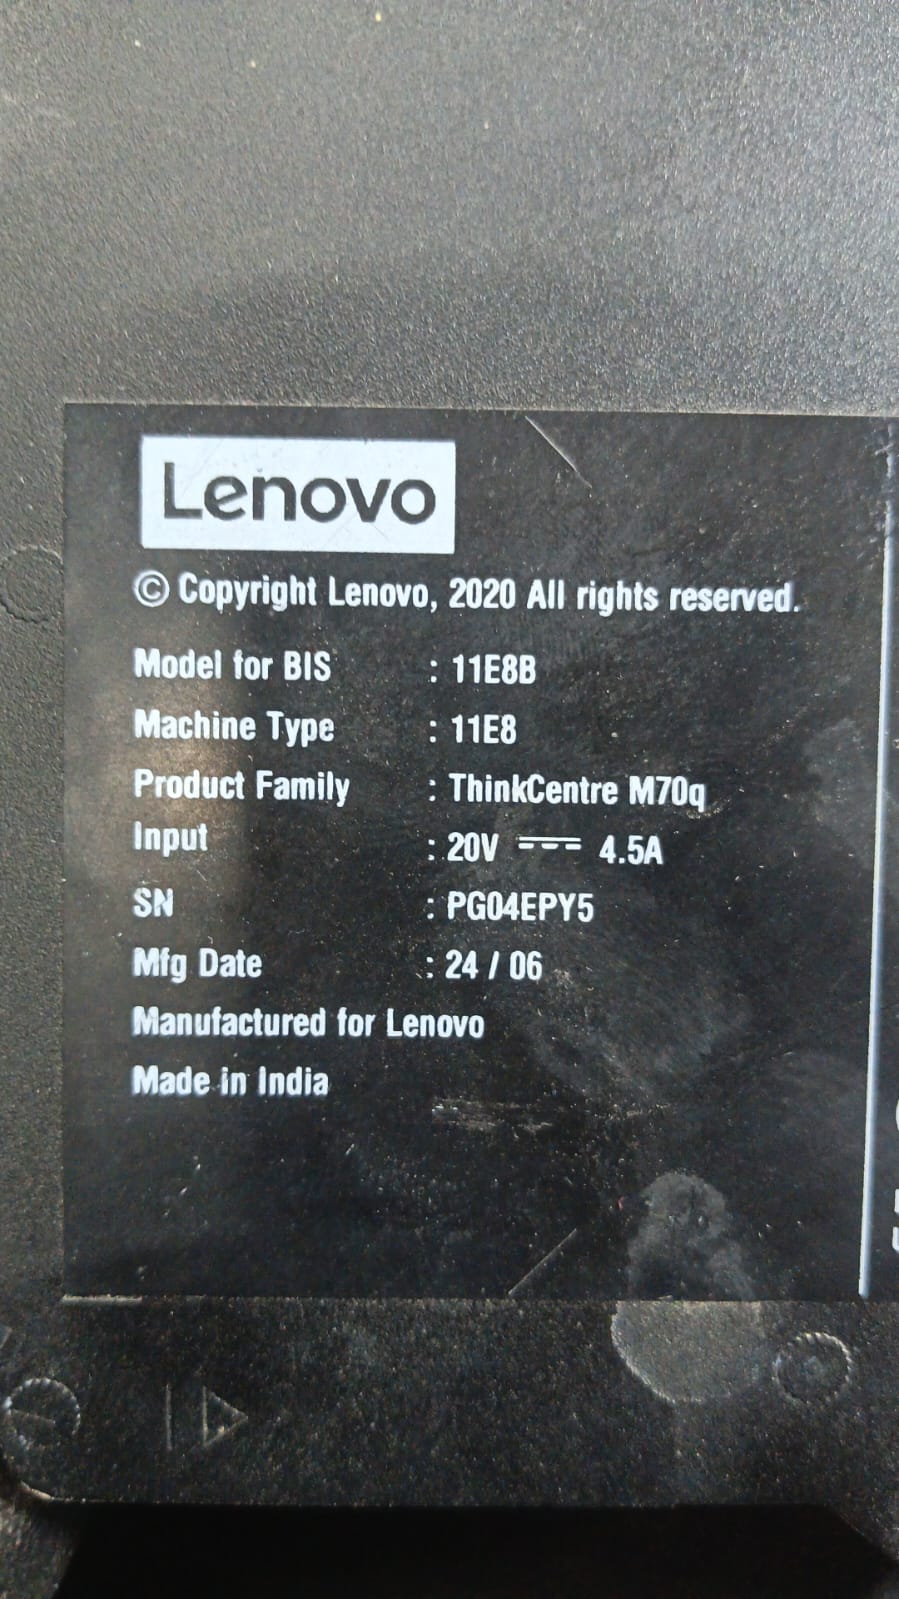 Lenovo
© Copyright Lenovo, 2020 All rights reserved.
Model for BIS : 11E8B
Machine Type : 11E8
Product Family : ThinkCentre M70q
Input : 20V ⎓ 4.5A
SN : PG04EPY5
Mfg Date : 24 / 06
Manufactured for Lenovo
Made in India